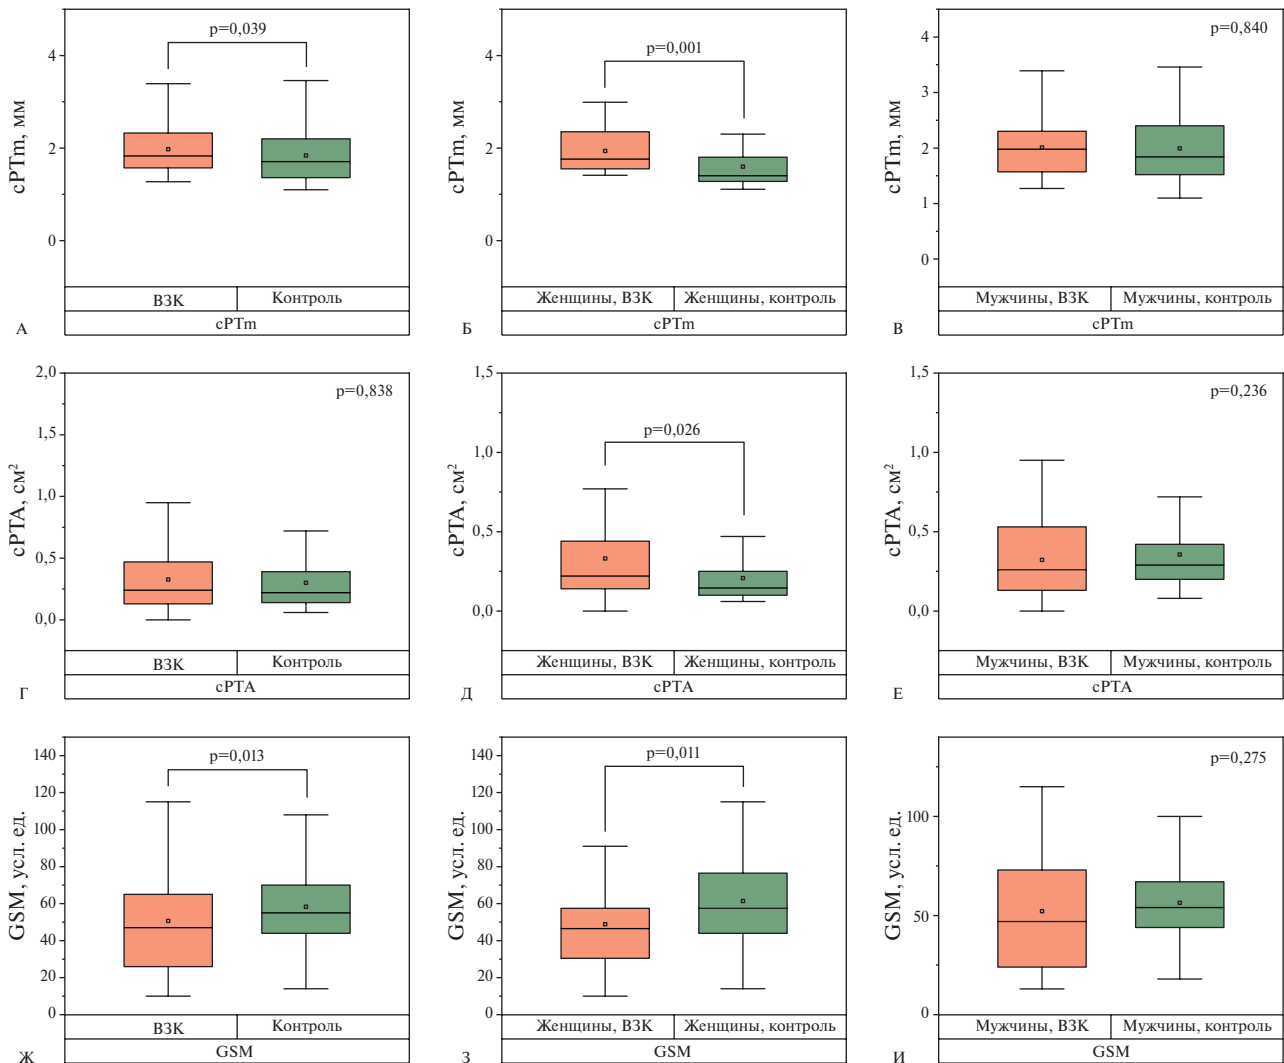 p=0,039
4
2
0
cPTm, мм
ВЗК Контроль
cPTm
А
p=0,001
4
2
0
cPTm, мм
Женщины, ВЗК Женщины, контроль
cPTm
Б
p=0,840
4
3
2
1
0
cPTm, мм
Мужчины, ВЗК Мужчины, контроль
cPTm
В
2,0
p=0,838
1,5
1,0
0,5
0,0
cPTA, см²
ВЗК Контроль
cPTA
Г
1,5
p=0,026
1,0
0,5
0,0
cPTA, см²
Женщины, ВЗК Женщины, контроль
cPTA
Д
1,5
p=0,236
1,0
0,5
0,0
cPTA, см²
Мужчины, ВЗК Мужчины, контроль
cPTA
Е
140
p=0,013
120
100
80
60
40
20
0
GSM, усл. ед.
ВЗК Контроль
GSM
Ж
140
p=0,011
120
100
80
60
40
20
0
GSM, усл. ед.
Женщины, ВЗК Женщины, контроль
GSM
З
p=0,275
100
50
0
GSM, усл. ед.
Мужчины, ВЗК Мужчины, контроль
GSM
И